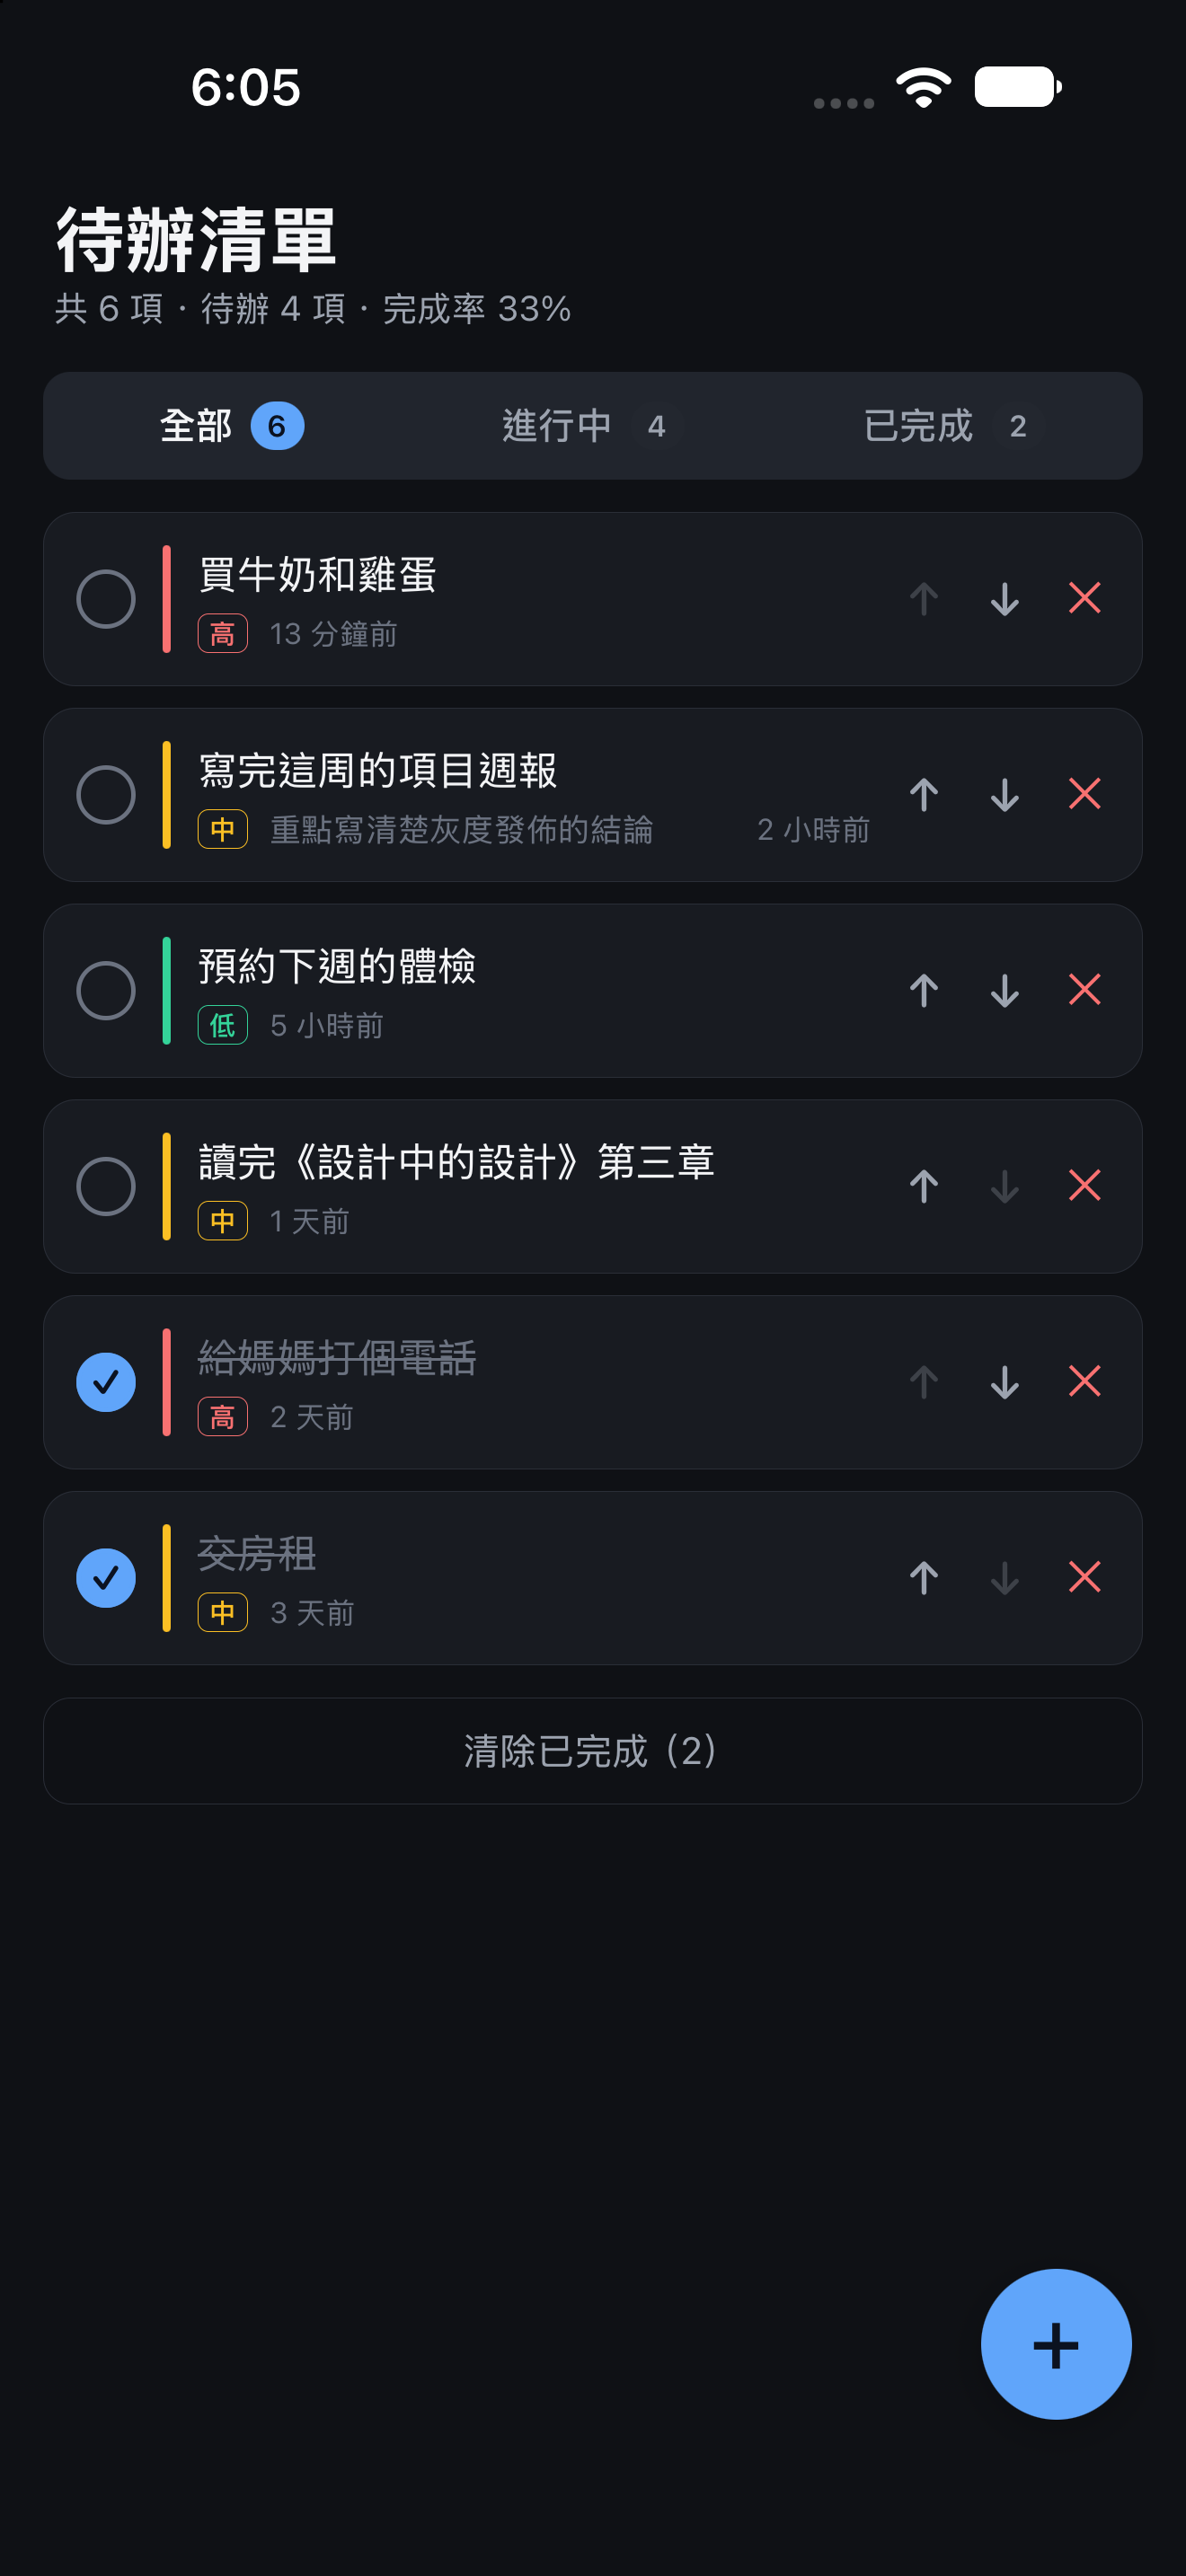 6:05
待辦清單
共 6 項 · 待辦 4 項 · 完成率 33%
全部 6 進行中 4 已完成 2
買牛奶和雞蛋
高 13 分鐘前
寫完這周的項目週報
中 重點寫清楚灰度發佈的結論 2 小時前
預約下週的體檢
低 5 小時前
讀完《設計中的設計》第三章
中 1 天前
給媽媽打個電話
高 2 天前
交房租
中 3 天前
清除已完成（2）